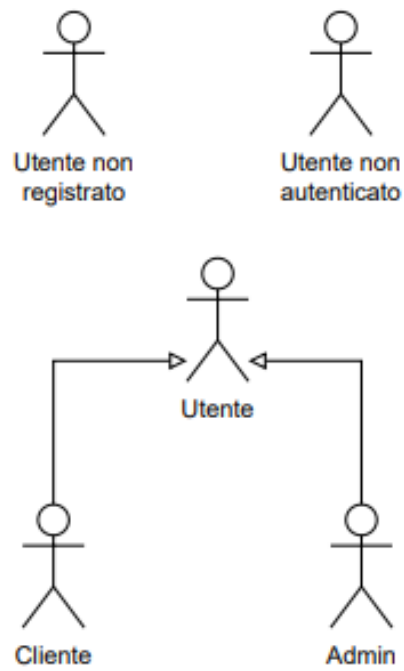 Utente non
registrato
Utente non
autenticato
Utente
Cliente
Admin